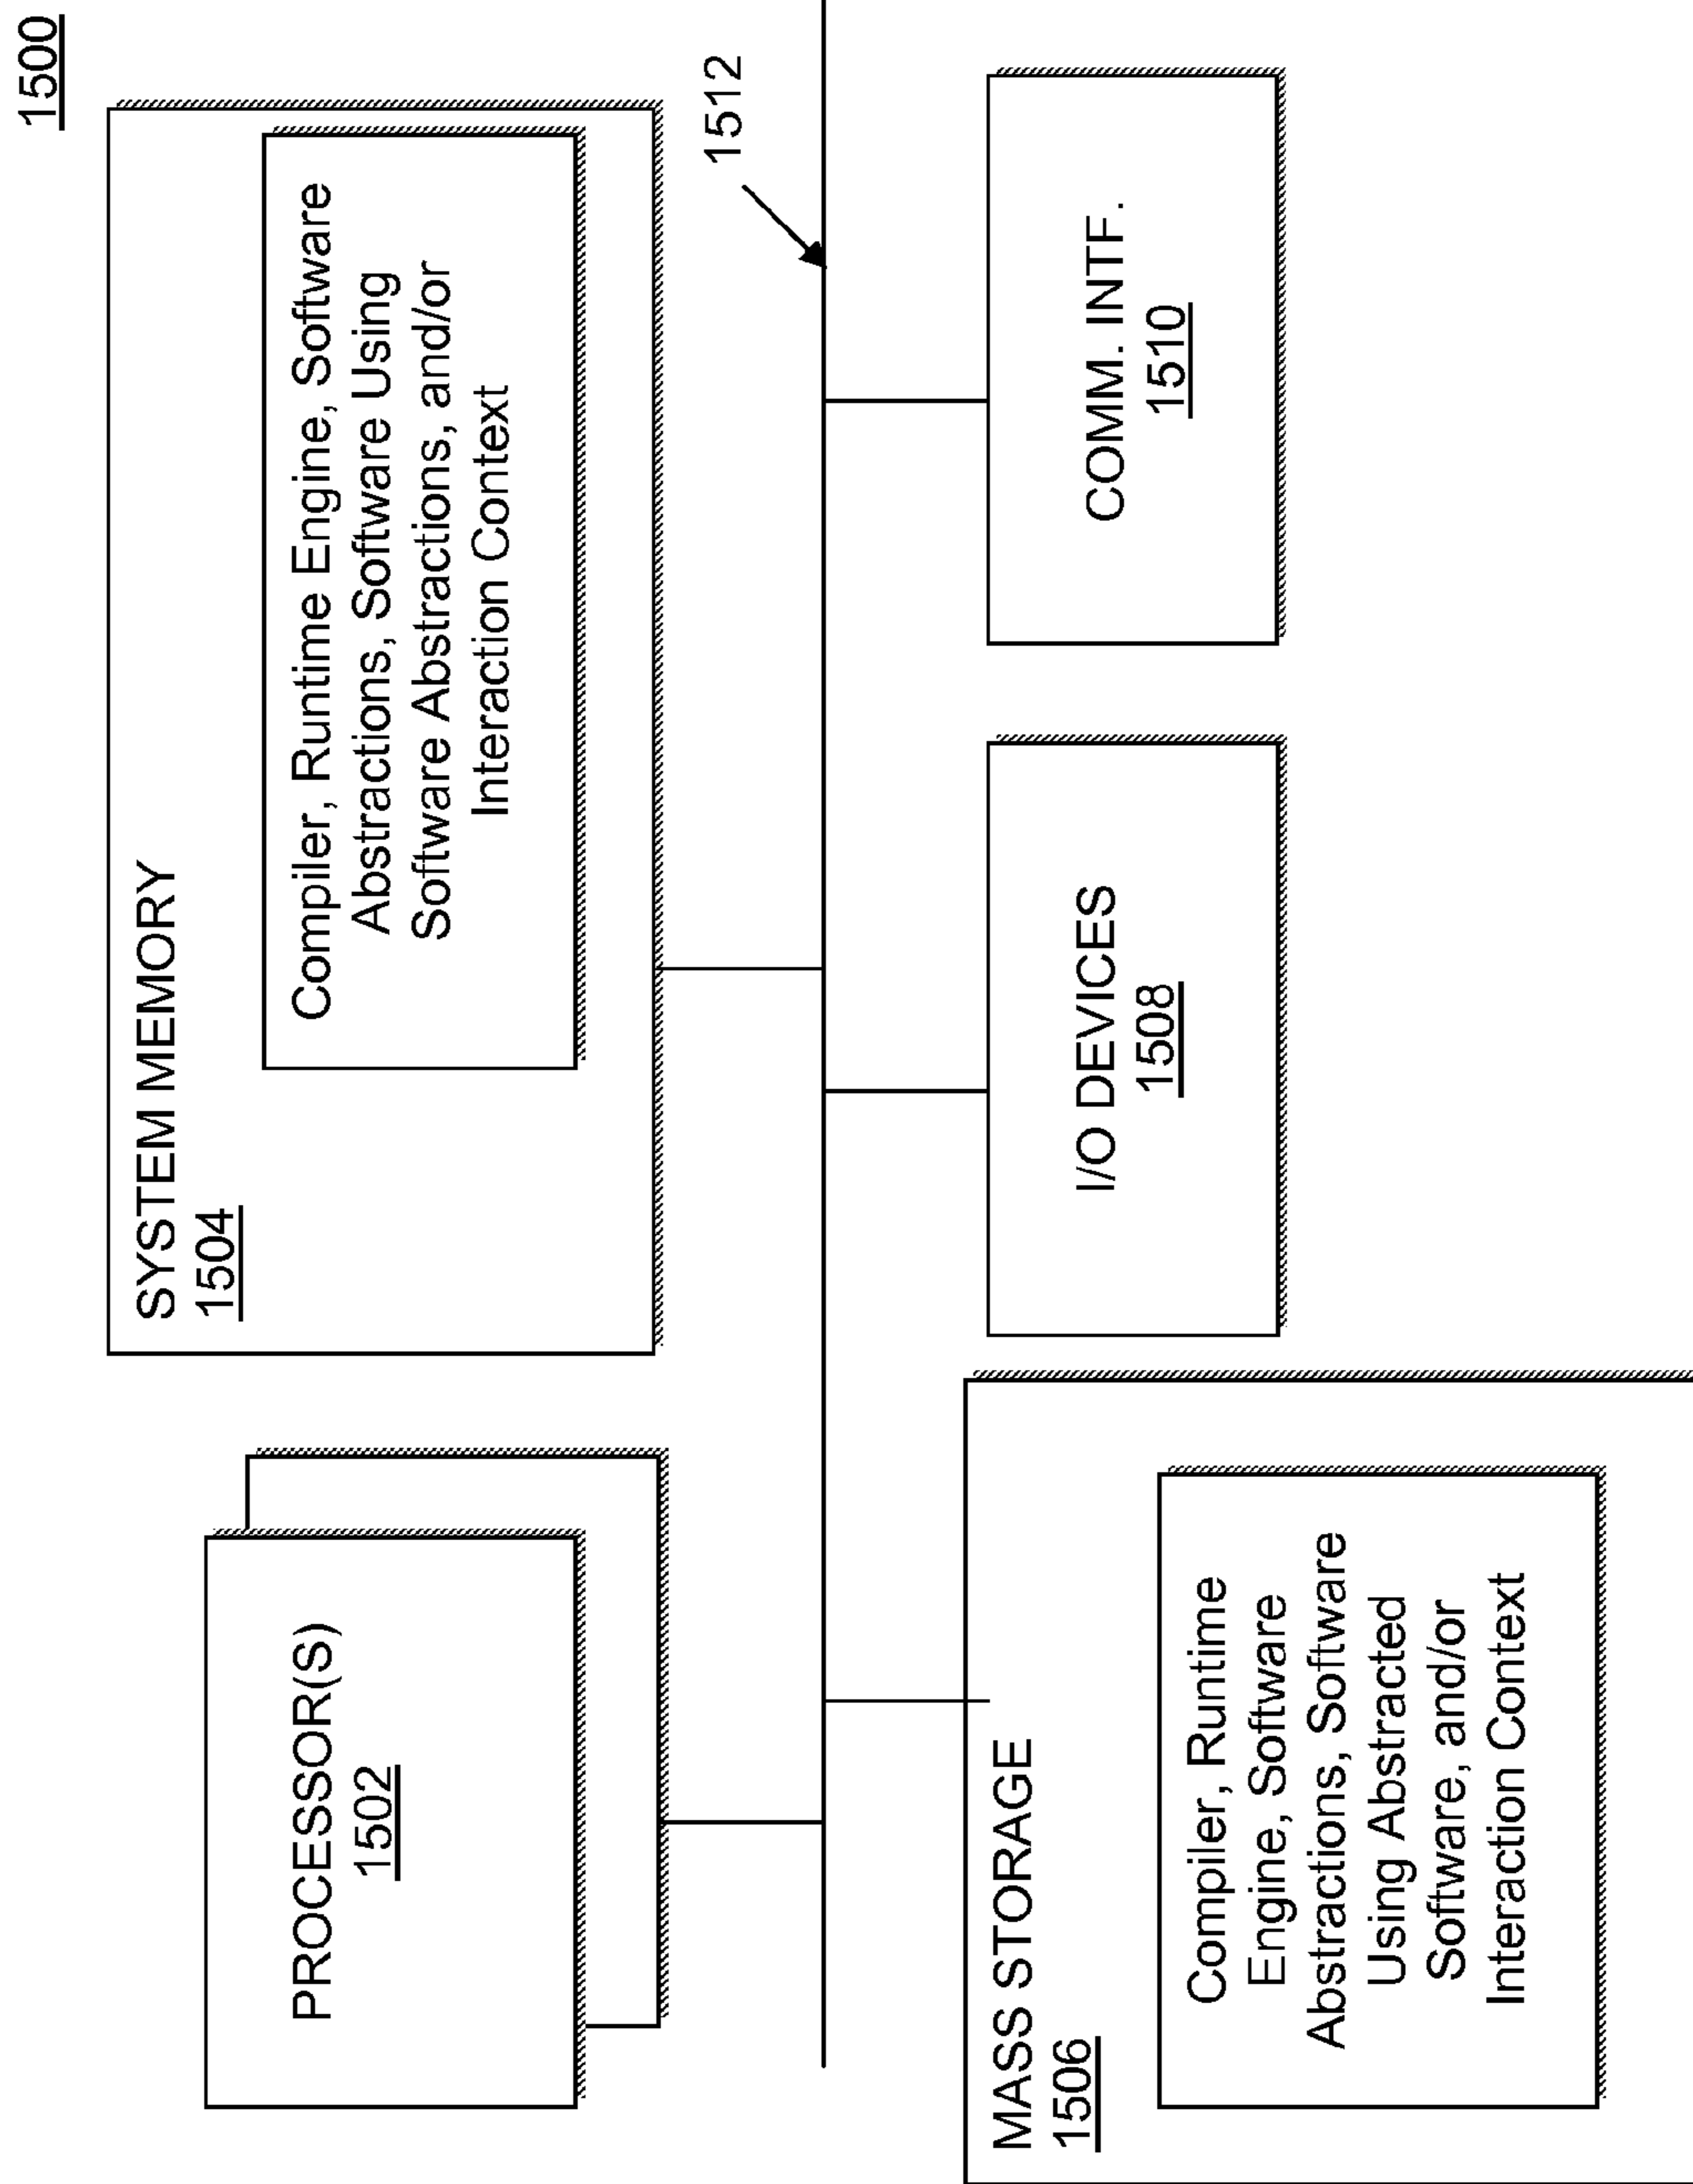 1500
PROCESSOR(S)
1502
SYSTEM MEMORY
1504
Compiler, Runtime Engine, Software
Abstractions, Software Using
Software Abstractions, and/or
Interaction Context
1512
MASS STORAGE
1506
Compiler, Runtime
Engine, Software
Abstractions, Software
Using Abstracted
Software, and/or
Interaction Context
I/O DEVICES
1508
COMM. INTF.
1510